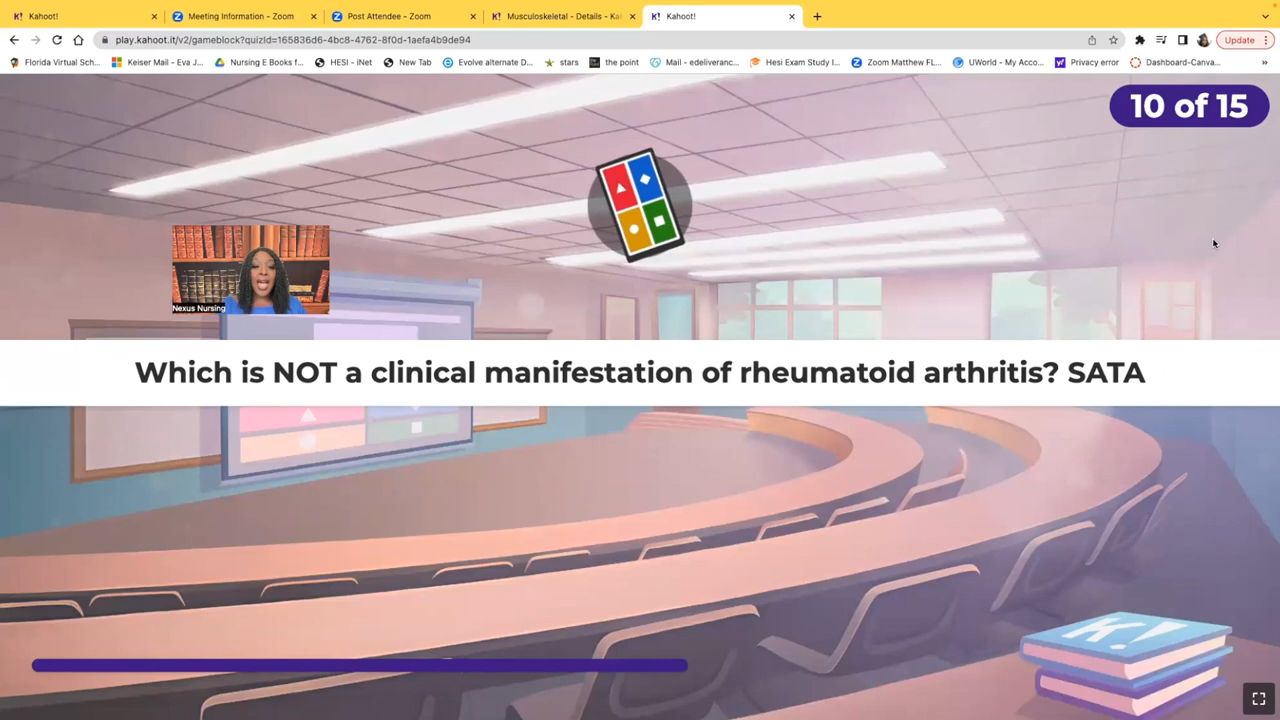 Kahoot!
Meeting Information - Zoom
Post Attendee - Zoom
Musculoskeletal - Details - Ka
Kahoot!
play.kahoot.it/v2/gameblock?quizId=165836d6-4bc8-4762-8f0d-1aefa4b9de94
Update
Florida Virtual Sch...
Keiser Mail - Eva J...
Nursing E Books f...
HESI - iNet
New Tab
Evolve alternate D...
stars
the point
Mail - edeliveranc...
Hesi Exam Study I...
Zoom Matthew FL...
UWorld - My Acco...
Privacy error
Dashboard-Canva...
»
10 of 15
Nexus Nursing
Which is NOT a clinical manifestation of rheumatoid arthritis? SATA
K!